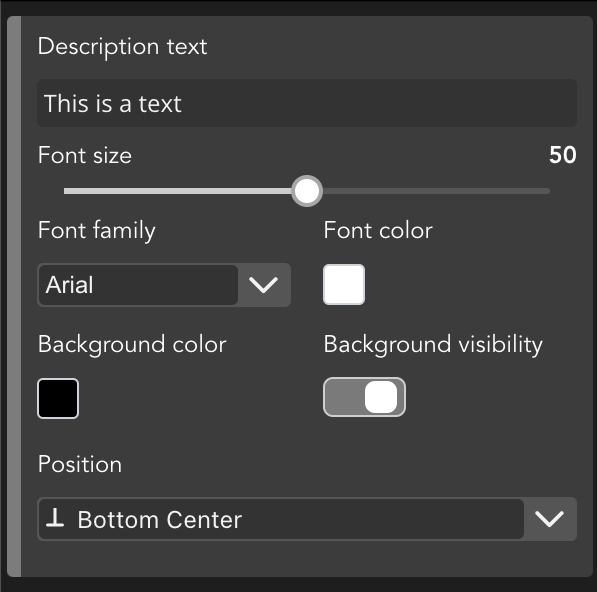 Description text
This is a text
Font size 50
Font family Font color
Arial
Background color Background visibility
Position
Bottom Center